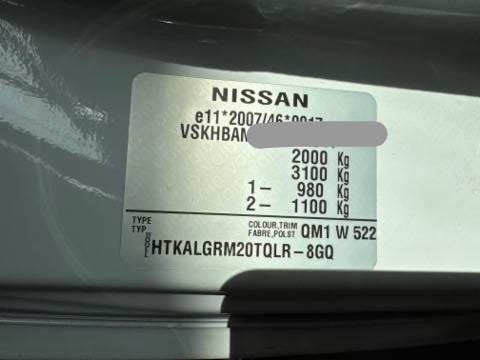 NISSAN
e11*2007/46*0017
VSKHBAM
2000 Kg
3100 Kg
1 - 980 Kg
2 - 1100 Kg
TYPE
TYP
COLOUR,TRIM
FABRE,POLST
QM1 W 522
MODEL
HTKALGRM20TQLR - 8GQ